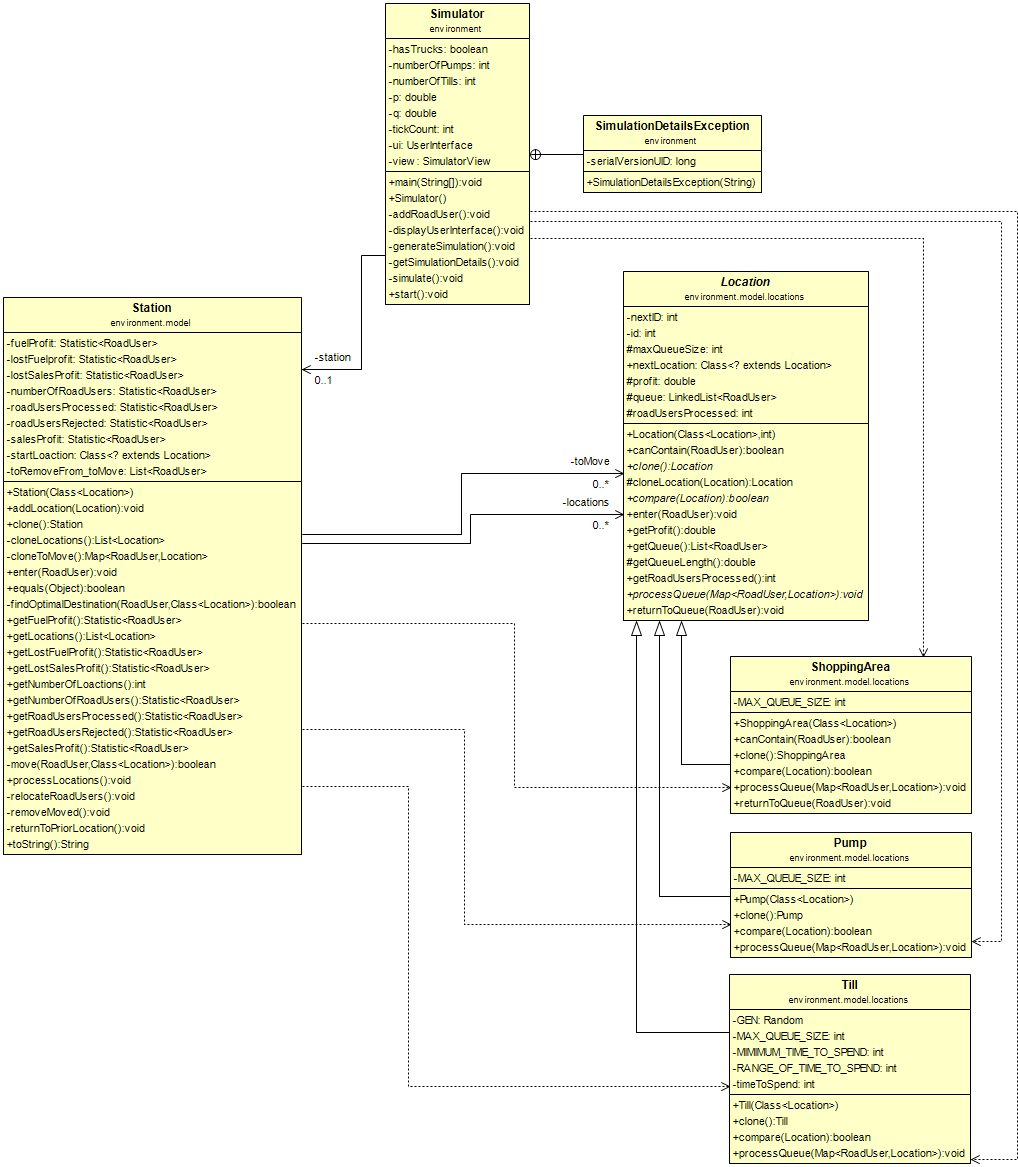 Simulator
environment
-hasTrucks: boolean
-numberOfPumps: int
-numberOfTills: int
-p: double
-q: double
-tickCount: int
-ui: UserInterface
-view : SimulatorView
+main(String[]):void
+Simulator()
-addRoadUser():void
-displayUserInterface():void
-generateSimulation():void
-getSimulationDetails():void
-simulate():void
+start():void
SimulationDetailsException
environment
-serialVersionUID: long
+SimulationDetailsException(String)
Station
environment.model
-fuelProfit: Statistic<RoadUser>
-lostFuelprofit: Statistic<RoadUser>
-lostSalesProfit: Statistic<RoadUser>
-numberOfRoadUsers: Statistic<RoadUser>
-roadUsersProcessed: Statistic<RoadUser>
-roadUsersRejected: Statistic<RoadUser>
-salesProfit: Statistic<RoadUser>
-startLoaction: Class<? extends Location>
-toRemoveFrom_toMove: List<RoadUser>
+Station(Class<Location>)
+addLocation(Location):void
+clone():Station
-cloneLocations():List<Location>
-cloneToMove():Map<RoadUser,Location>
+enter(RoadUser):void
+equals(Object):boolean
-findOptimalDestination(RoadUser,Class<Location>):boolean
+getFuelProfit():Statistic<RoadUser>
+getLocations():List<Location>
+getLostFuelProfit():Statistic<RoadUser>
+getLostSalesProfit():Statistic<RoadUser>
+getNumberOfLoactions():int
+getNumberOfRoadUsers():Statistic<RoadUser>
+getRoadUsersProcessed():Statistic<RoadUser>
+getRoadUsersRejected():Statistic<RoadUser>
+getSalesProfit():Statistic<RoadUser>
-move(RoadUser,Class<Location>):boolean
+processLocations():void
-relocateRoadUsers():void
-removeMoved():void
-returnToPriorLocation():void
+toString():String
-station
0..1
-toMove
0..*
-locations
0..*
Location
environment.model.locations
-nextID: int
-id: int
#maxQueueSize: int
+nextLocation: Class<? extends Location>
#profit: double
#queue: LinkedList<RoadUser>
#roadUsersProcessed: int
+Location(Class<Location>,int)
+canContain(RoadUser):boolean
+clone():Location
#cloneLocation(Location):Location
+compare(Location):boolean
+enter(RoadUser):void
+getProfit():double
+getQueue():List<RoadUser>
#getQueueLength():double
+getRoadUsersProcessed():int
+processQueue(Map<RoadUser,Location>):void
+returnToQueue(RoadUser):void
ShoppingArea
environment.model.locations
-MAX_QUEUE_SIZE: int
+ShoppingArea(Class<Location>)
+canContain(RoadUser):boolean
+clone():ShoppingArea
+compare(Location):boolean
+processQueue(Map<RoadUser,Location>):void
+returnToQueue(RoadUser):void
Pump
environment.model.locations
-MAX_QUEUE_SIZE: int
+Pump(Class<Location>)
+clone():Pump
+compare(Location):boolean
+processQueue(Map<RoadUser,Location>):void
Till
environment.model.locations
-GEN: Random
-MAX_QUEUE_SIZE: int
-MIMIMUM_TIME_TO_SPEND: int
-RANGE_OF_TIME_TO_SPEND: int
-timeToSpend: int
+Till(Class<Location>)
+clone():Till
+compare(Location):boolean
+processQueue(Map<RoadUser,Location>):void